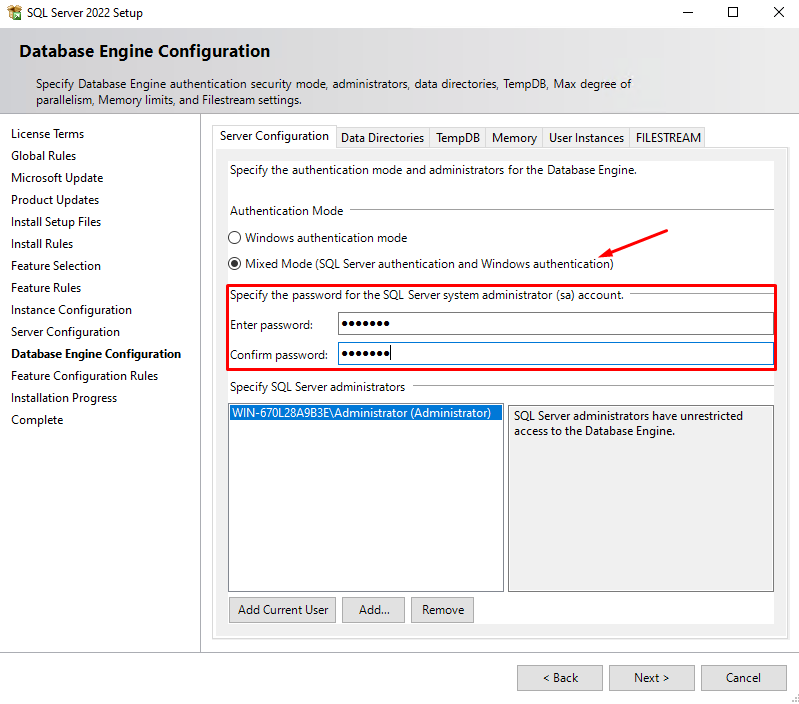 SQL Server 2022 Setup
Database Engine Configuration
Specify Database Engine authentication security mode, administrators, data directories, TempDB, Max degree of
parallelism, Memory limits, and Filestream settings.
License Terms
Global Rules
Microsoft Update
Product Updates
Install Setup Files
Install Rules
Feature Selection
Feature Rules
Instance Configuration
Server Configuration
Database Engine Configuration
Feature Configuration Rules
Installation Progress
Complete
Server Configuration Data Directories TempDB Memory User Instances FILESTREAM
Specify the authentication mode and administrators for the Database Engine.
Authentication Mode
Windows authentication mode
Mixed Mode (SQL Server authentication and Windows authentication)
Specify the password for the SQL Server system administrator (sa) account.
Enter password: ●●●●●●●
Confirm password: ●●●●●●●
Specify SQL Server administrators
WIN-670L28A9B3E\Administrator (Administrator)
SQL Server administrators have unrestricted
access to the Database Engine.
Add Current User Add... Remove
< Back Next > Cancel